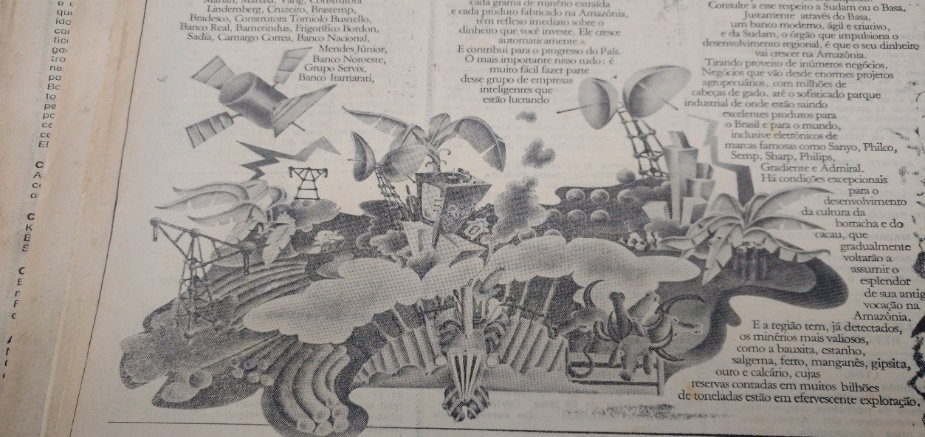 Lindemberg, Cruzeiro, Brastemp,
Bradesco, Construtora Torniolo Busnello,
Banco Real, Bamerindus, Frigorífico Bordon,
Sadia, Camargo Correa, Banco Nacional,
Mendes Júnior,
Banco Noroeste,
Grupo Servix,
Banco Itamarati,
cada grama de minério extraída
e cada produto fabricado na Amazônia,
têm reflexo imediato sobre o
dinheiro que você investe. Ele cresce
automaticamente.
E contribui para o progresso do País.
O mais importante nisso tudo: é
muito fácil fazer parte
desse grupo de empresas
inteligentes que
estão lucrando
Consulte a esse respeito a Sudam ou o Basa.
Justamente através do Basa,
um banco moderno, ágil e criativo,
e da Sudam, o órgão que impulsiona o
desenvolvimento regional, é que o seu dinheiro
vai crescer na Amazônia.
Tirando proveito de inúmeros negócios.
Negócios que vão desde enormes projetos
agropecuários, com milhões de
cabeças de gado, até o sofisticado parque
industrial de onde estão saindo
excelentes produtos para
o Brasil e para o mundo,
inclusive eletrônicos de
marcas famosas como Sanyo, Philco,
Semp, Sharp, Philips,
Gradiente e Admiral.
Há condições excepcionais
para o
desenvolvimento
da cultura da
borracha e do
cacau, que
gradualmente
voltarão a
assumir o
esplendor
de sua
vocação na
Amazônia.
E a região tem, já detectados,
os minérios mais valiosos,
como a bauxita, estanho,
salgema, ferro, manganês, gipsita,
ouro e calcário, cujas
reservas contadas em muitos bilhões
de toneladas estão em efervescente exploração.